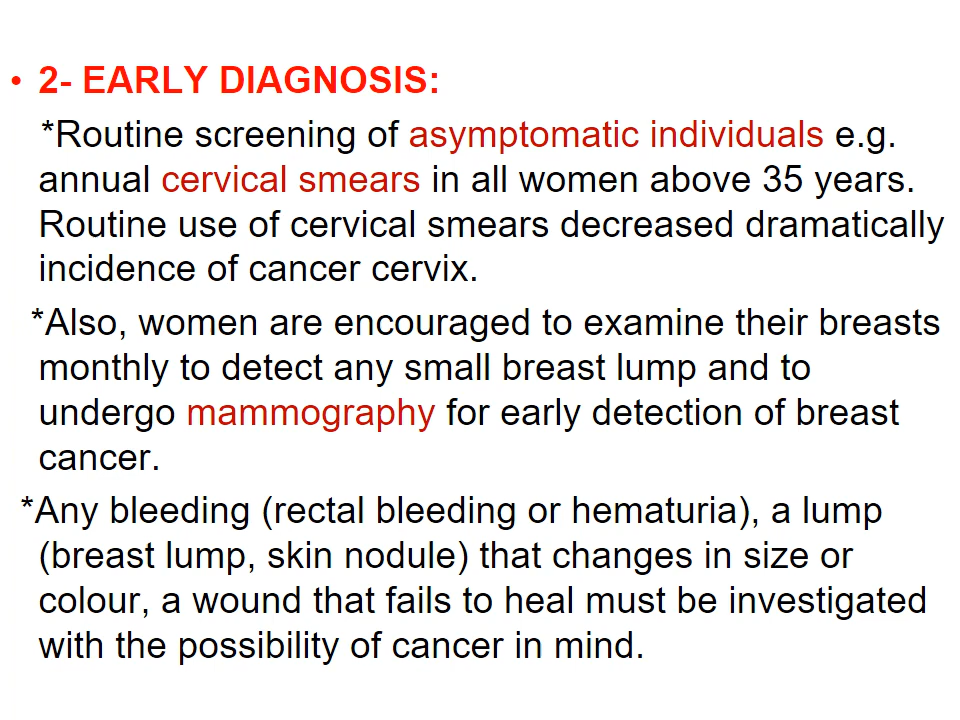 • 2- EARLY DIAGNOSIS:
*Routine screening of asymptomatic individuals e.g.
annual cervical smears in all women above 35 years.
Routine use of cervical smears decreased dramatically
incidence of cancer cervix.
*Also, women are encouraged to examine their breasts
monthly to detect any small breast lump and to
undergo mammography for early detection of breast
cancer.
*Any bleeding (rectal bleeding or hematuria), a lump
(breast lump, skin nodule) that changes in size or
colour, a wound that fails to heal must be investigated
with the possibility of cancer in mind.